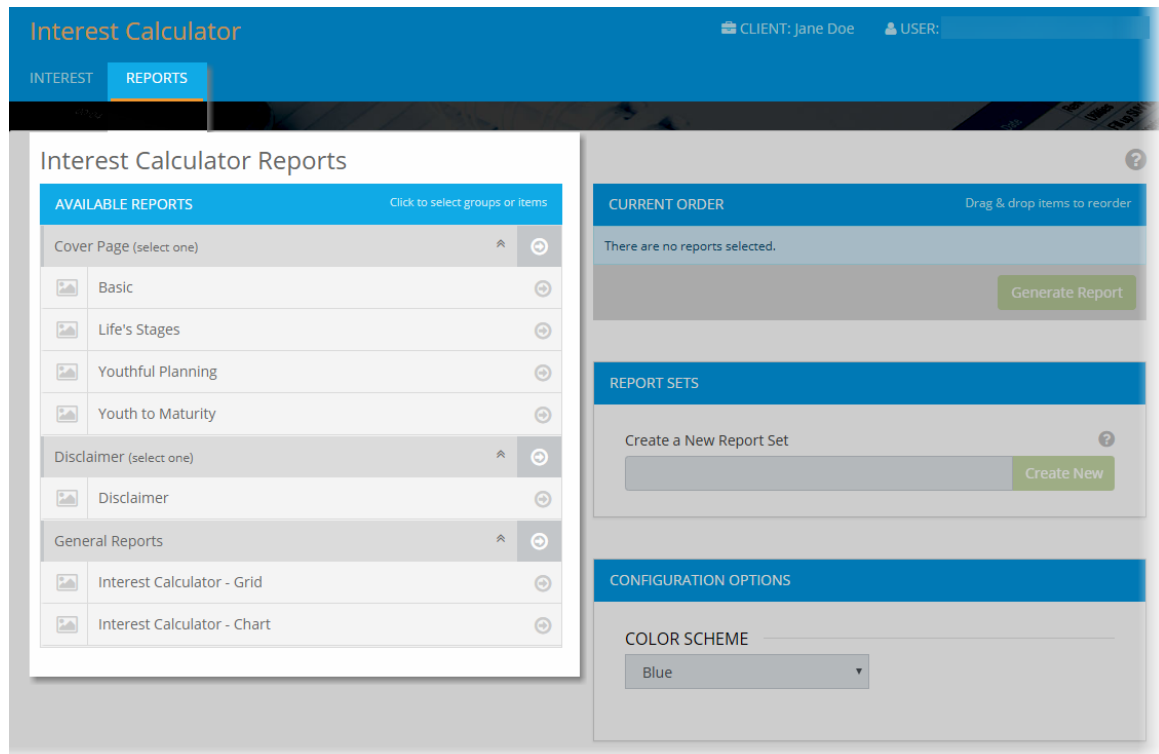 Interest Calculator
CLIENT: Jane Doe
USER:
INTEREST
REPORTS
Interest Calculator Reports
AVAILABLE REPORTS
Click to select groups or items
Cover Page (select one)
Basic
Life's Stages
Youthful Planning
Youth to Maturity
Disclaimer (select one)
Disclaimer
General Reports
Interest Calculator - Grid
Interest Calculator - Chart
CURRENT ORDER
Drag & drop items to reorder
There are no reports selected.
Generate Report
REPORT SETS
Create a New Report Set
Create New
CONFIGURATION OPTIONS
COLOR SCHEME
Blue